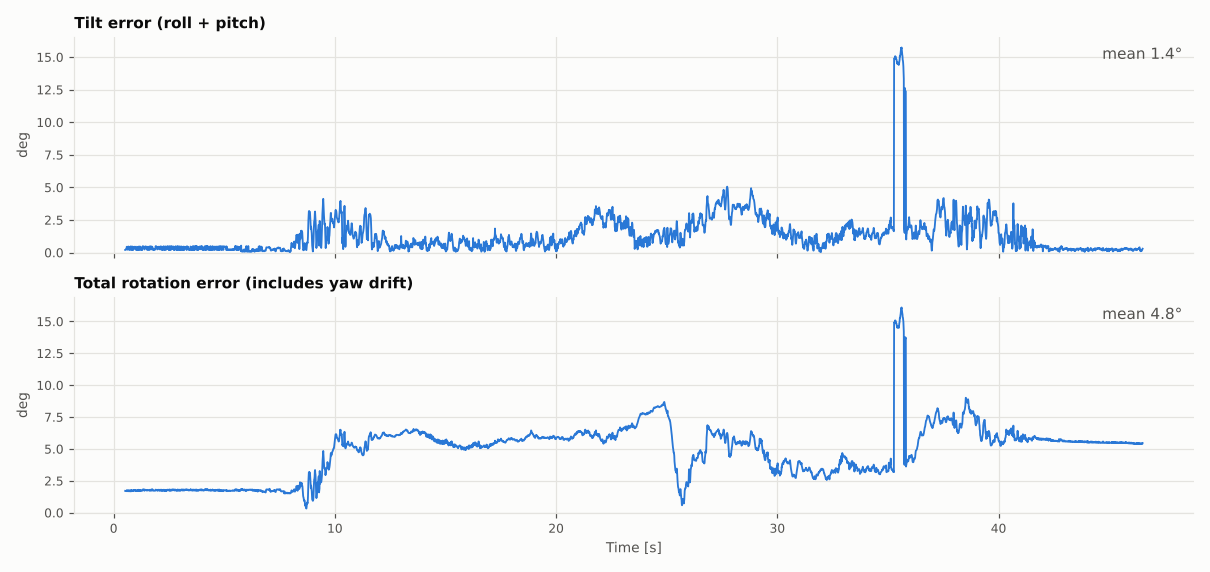 Tilt error (roll + pitch)
mean 1.4°
15.0
12.5
10.0
7.5
5.0
2.5
0.0
deg
Total rotation error (includes yaw drift)
mean 4.8°
15.0
12.5
10.0
7.5
5.0
2.5
0.0
deg
0 10 20 30 40
Time [s]